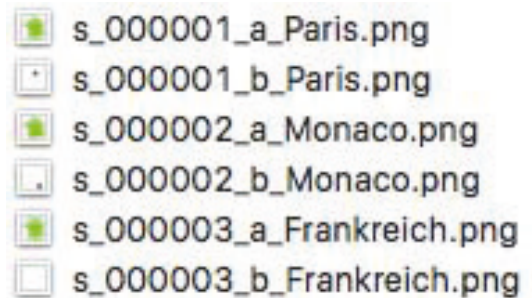 s_000001_a_Paris.png
s_000001_b_Paris.png
s_000002_a_Monaco.png
s_000002_b_Monaco.png
s_000003_a_Frankreich.png
s_000003_b_Frankreich.png